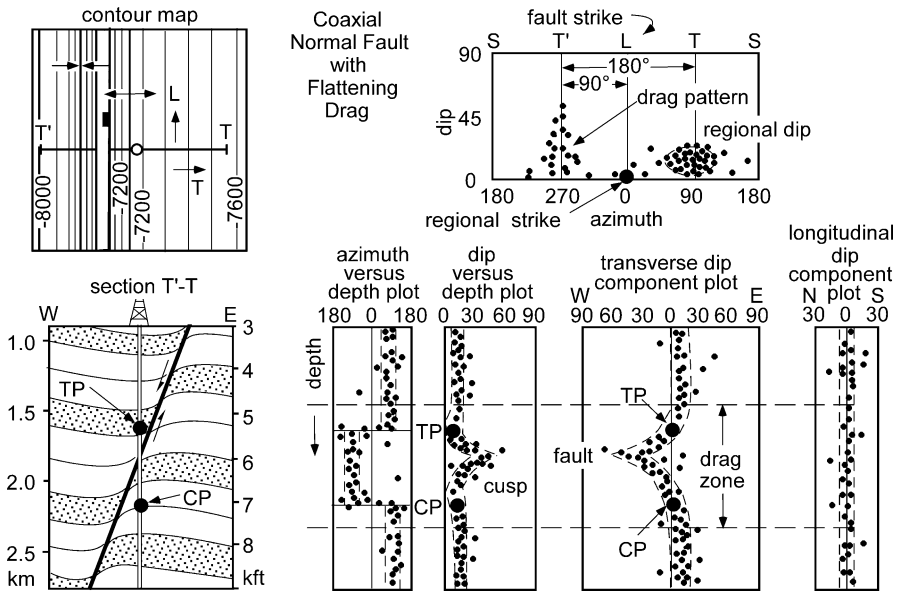 contour map
T'
T
L
T
-8000
-7200
-7200
-7600
Coaxial
Normal Fault
with
Flattening
Drag
fault strike
S T' L T S
90
45
0
dip
180°
90°
drag pattern
regional dip
180 270 0 90 180
regional strike
azimuth
section T'-T
W E
1.0
1.5
2.0
2.5
km
3
4
5
6
7
8
kft
TP
CP
azimuth
versus
depth plot
180 0 180
depth
dip
versus
depth plot
0 30 60 90
TP
CP
cusp
transverse dip
component plot
W E
90 60 30 0 30 60 90
TP
fault
drag
zone
CP
longitudinal
dip
component
plot
N S
30 0 30